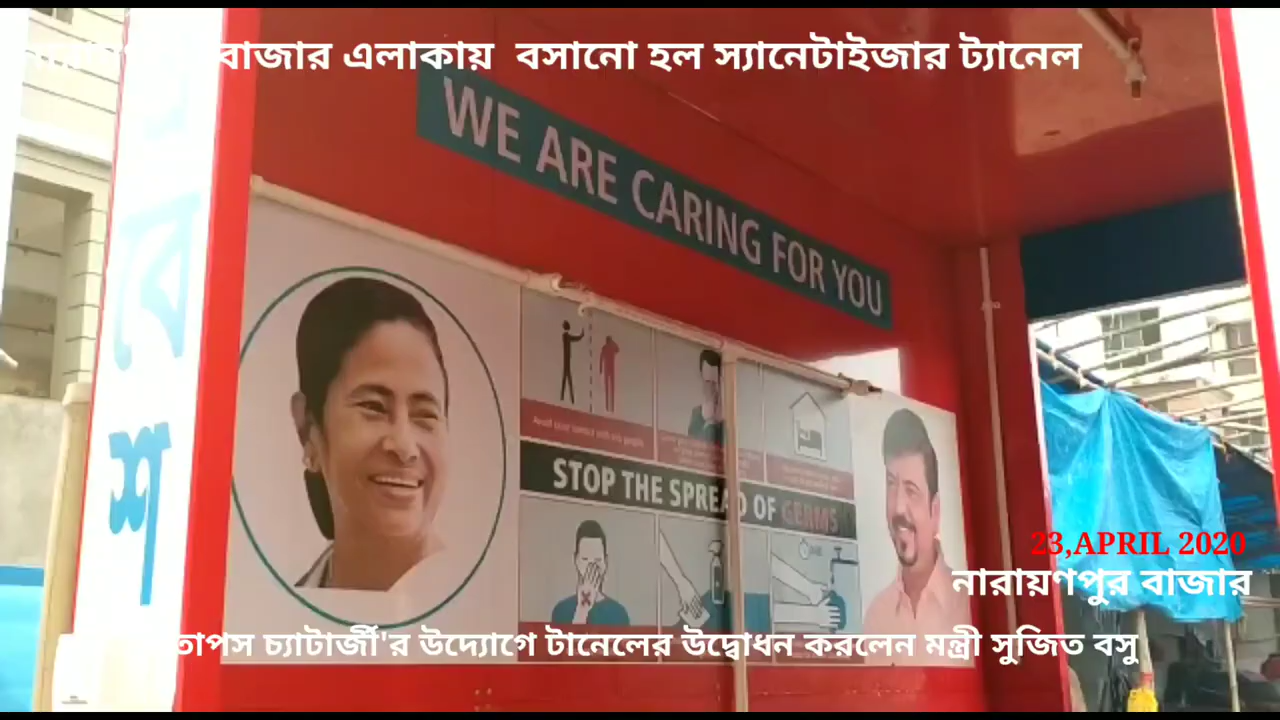 বাজার এলাকায় বসানো হল স্যানেটাইজার ট্যানেল
WE ARE CARING FOR YOU
বে
শ
STOP THE SPREAD OF GERMS
23,APRIL 2020
নারায়ণপুর বাজার
তাপস চ্যাটার্জী'র উদ্যোগে টানেলের উদ্বোধন করলেন মন্ত্রী সুজিত বসু